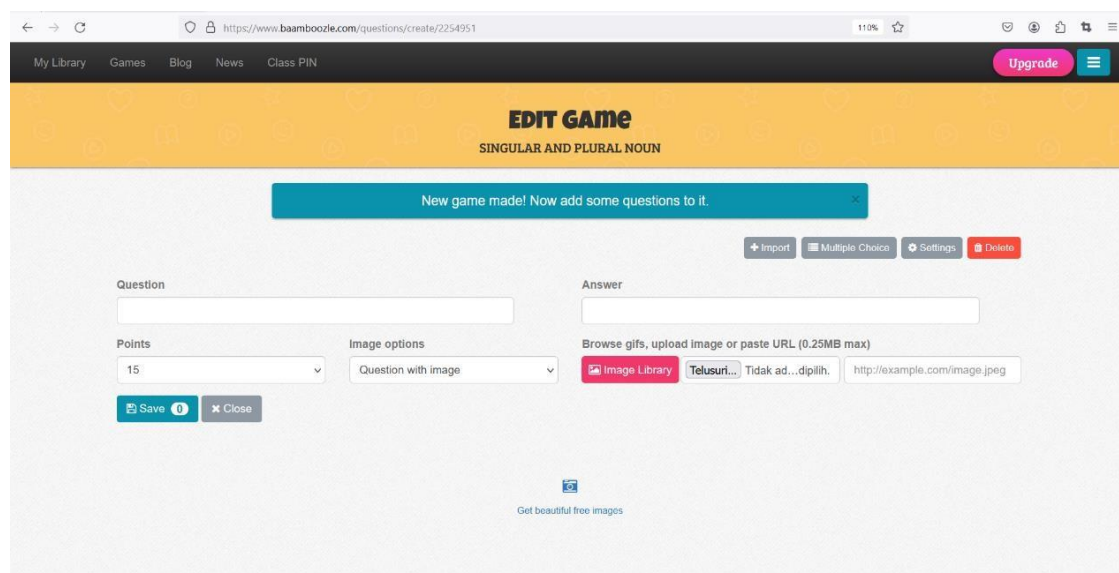 https://www.baamboozle.com/questions/create/2254951 110%
My Library Games Blog News Class PIN Upgrade
EDIT GAME
SINGULAR AND PLURAL NOUN
New game made! Now add some questions to it. ×
Import Multiple Choice Settings Delete
Question Answer
Points Image options Browse gifs, upload image or paste URL (0.25MB max)
15 Question with image Image Library Telusuri... Tidak ad...dipilih. http://example.com/image.jpeg
Save 0 Close
Get beautiful free images